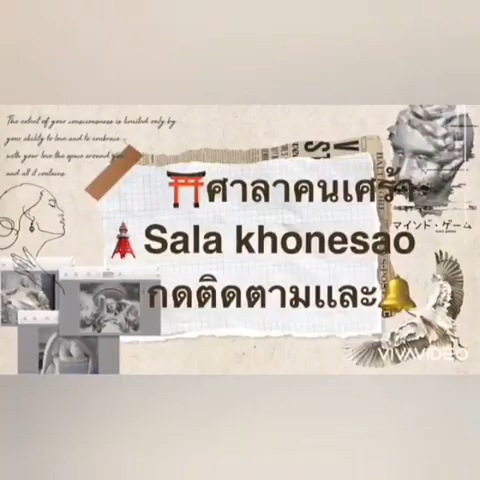 The extent of your consciousness is limited only by
your ability to love and to embrace
with your love the space around you
and all it contains.
⛩ศาลาคนเศร้า
🗼Sala khonesao
กดติดตามและ🔔
マインド・ゲーム
VIVAVIDEO